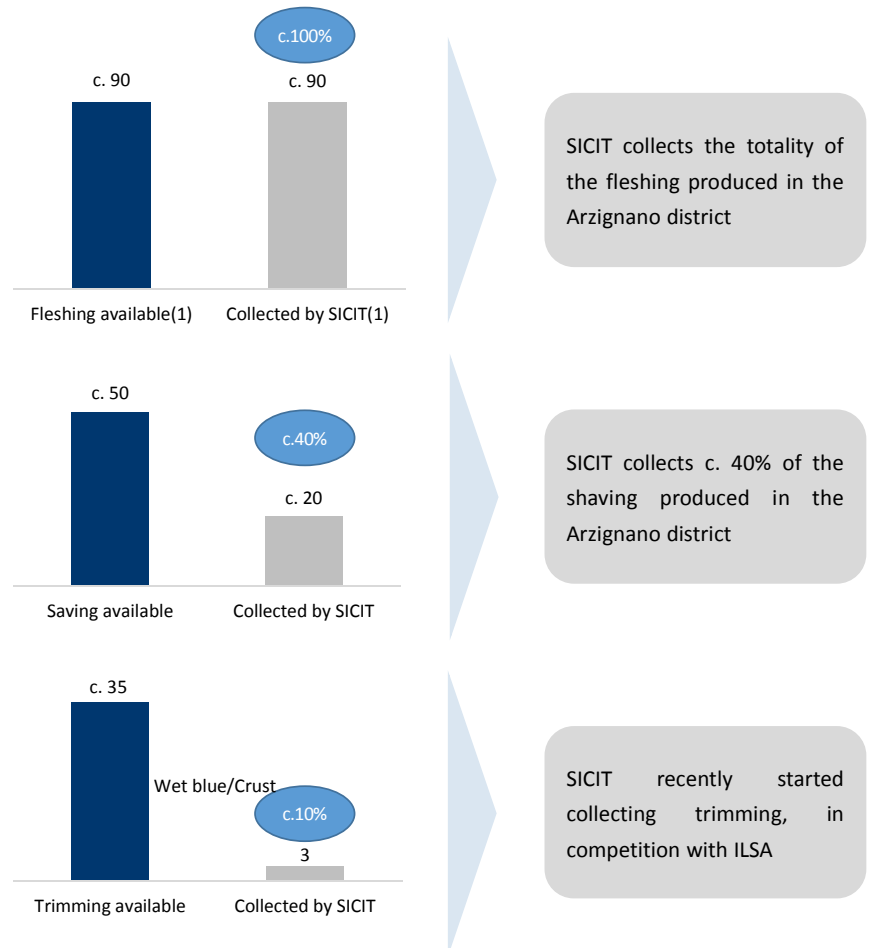 c.100%
c. 90
c. 90
Fleshing available(1)
Collected by SICIT(1)
SICIT collects the totality of
the fleshing produced in the
Arzignano district
c. 50
c.40%
c. 20
Saving available
Collected by SICIT
SICIT collects c. 40% of the
shaving produced in the
Arzignano district
c. 35
Wet blue/Crust
c.10%
3
Trimming available
Collected by SICIT
SICIT recently started
collecting trimming, in
competition with ILSA